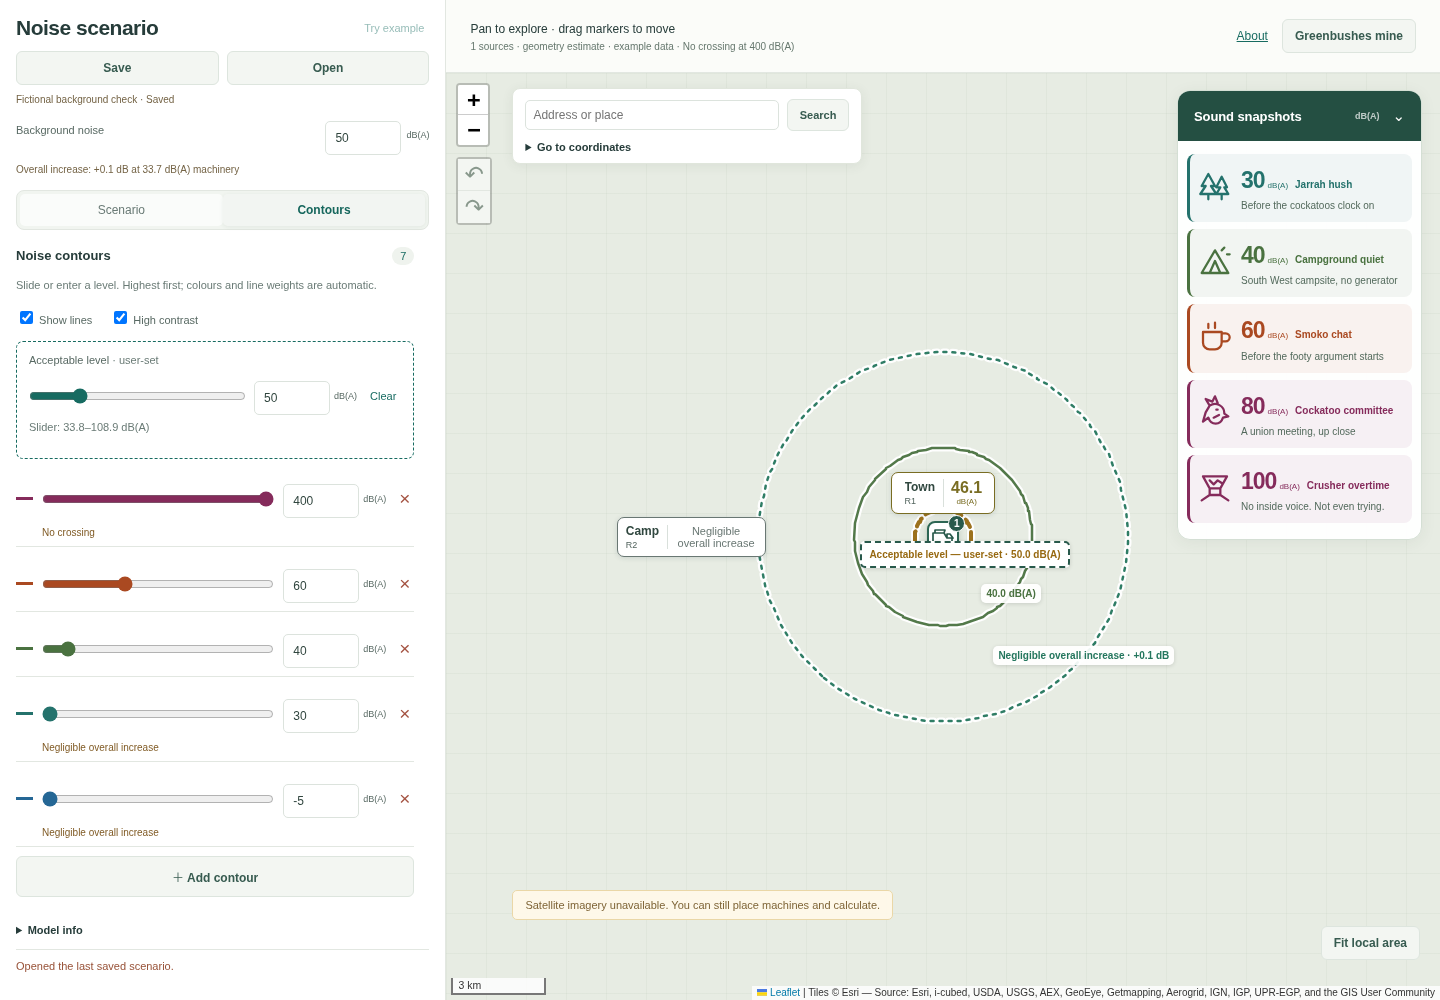 Noise scenario
Try example
Save
Open
Fictional background check · Saved
Background noise
50
dB(A)
Overall increase: +0.1 dB at 33.7 dB(A) machinery
Scenario
Contours
Noise contours
7
Slide or enter a level. Highest first; colours and line weights are automatic.
Show lines
High contrast
Acceptable level · user-set
50
dB(A)
Clear
Slider: 33.8–108.9 dB(A)
400
dB(A)
×
No crossing
60
dB(A)
×
40
dB(A)
×
30
dB(A)
×
Negligible overall increase
-5
dB(A)
×
Negligible overall increase
+ Add contour
Model info
Opened the last saved scenario.
Pan to explore · drag markers to move
1 sources · geometry estimate · example data · No crossing at 400 dB(A)
About
Greenbushes mine
+
−
Address or place
Search
Go to coordinates
Sound snapshots
dB(A)
30 dB(A) Jarrah hush
Before the cockatoos clock on
40 dB(A) Campground quiet
South West campsite, no generator
60 dB(A) Smoko chat
Before the footy argument starts
80 dB(A) Cockatoo committee
A union meeting, up close
100 dB(A) Crusher overtime
No inside voice. Not even trying.
Town
R1
46.1
dB(A)
Camp
R2
Negligible
overall increase
1
Acceptable level — user-set · 50.0 dB(A)
40.0 dB(A)
Negligible overall increase · +0.1 dB
Satellite imagery unavailable. You can still place machines and calculate.
Fit local area
3 km
Leaflet | Tiles © Esri — Source: Esri, i-cubed, USDA, USGS, AEX, GeoEye, Getmapping, Aerogrid, IGN, IGP, UPR-EGP, and the GIS User Community